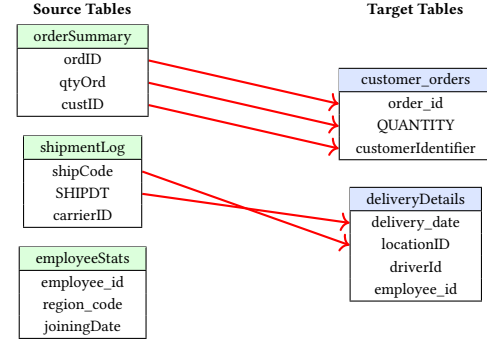 Source Tables
orderSummary
ordID
qtyOrd
custID
shipmentLog
shipCode
SHIPDT
carrierID
employeeStats
employee_id
region_code
joiningDate
Target Tables
customer_orders
order_id
QUANTITY
customerIdentifier
deliveryDetails
delivery_date
locationID
driverId
employee_id